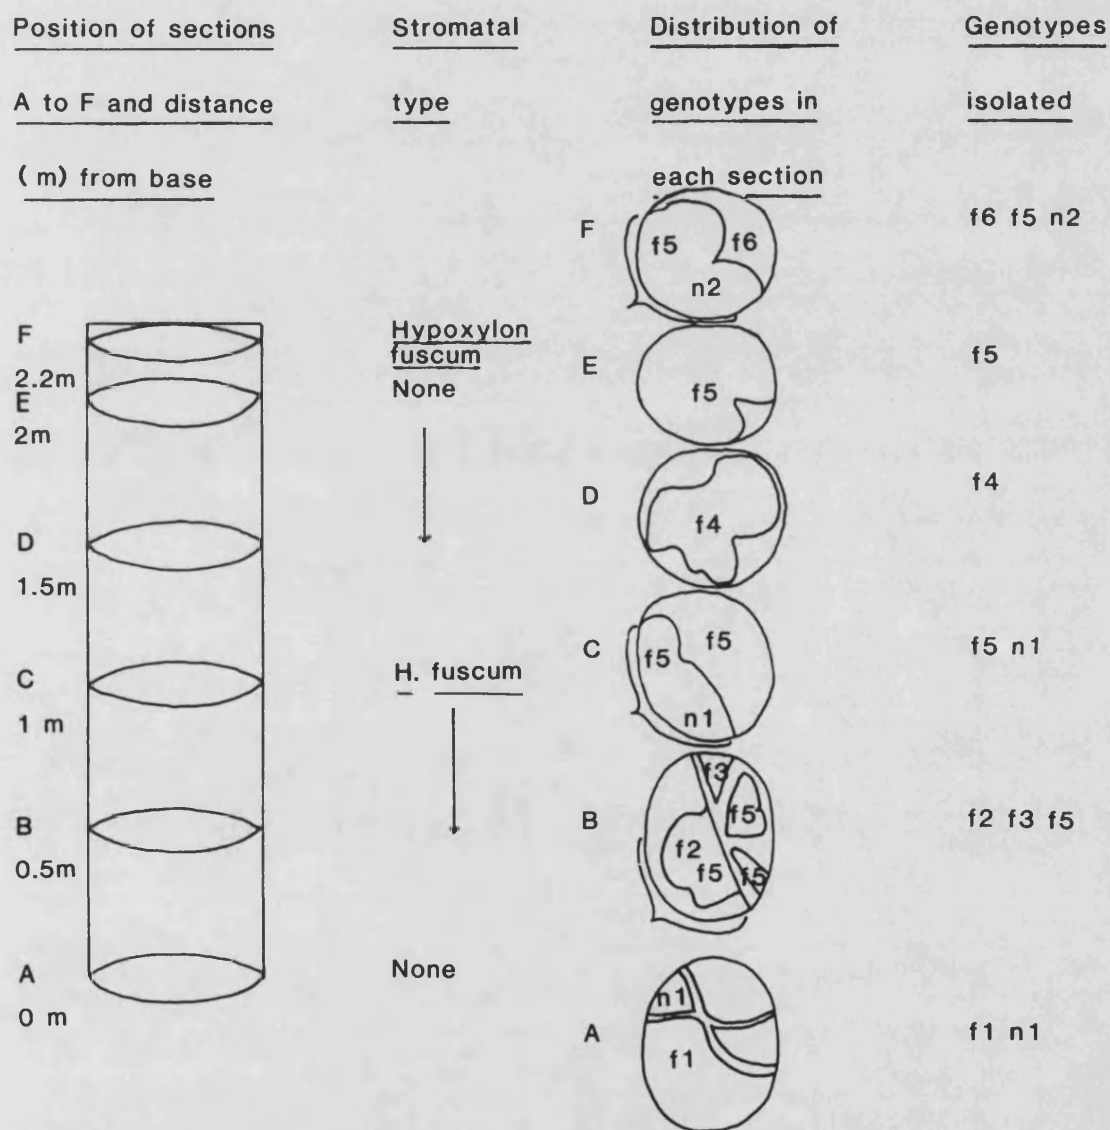 Position of sections
A to F and distance
( m) from base
Stromatal
type
Distribution of
genotypes in
each section
Genotypes
isolated
F
2.2m
E
2m
D
1.5m
C
1 m
B
0.5m
A
0 m
Hypoxylon
fuscum
None
H. fuscum
None
F
f5
f6
n2
E
f5
D
f4
C
f5
f5
n1
B
f3
f5
f2
f5
f5
A
n1
f1
f6 f5 n2
f5
f4
f5 n1
f2 f3 f5
f1 n1